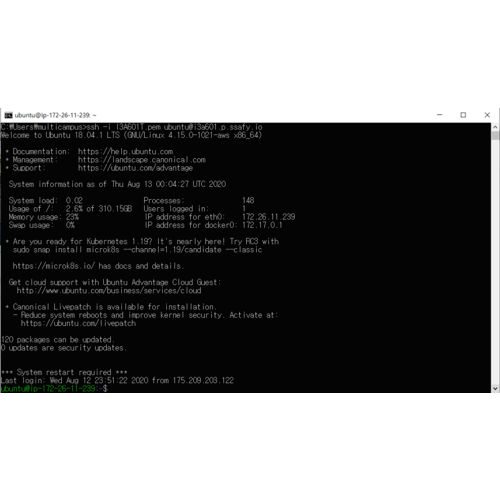 ubuntu@ip-172-26-11-239: ~
C:₩Users₩multicampus>ssh -i I3A601T.pem ubuntu@i3a601.p.ssafy.io
Welcome to Ubuntu 18.04.1 LTS (GNU/Linux 4.15.0-1021-aws x86_64)
* Documentation:  https://help.ubuntu.com
* Management:     https://landscape.canonical.com
* Support:        https://ubuntu.com/advantage
System information as of Thu Aug 13 00:04:27 UTC 2020
System load:  0.02                Processes:              148
Usage of /:   2.6% of 310.15GB   Users logged in:        1
Memory usage: 23%                 IP address for eth0:    172.26.11.239
Swap usage:   0%                  IP address for docker0: 172.17.0.1
* Are you ready for Kubernetes 1.19? It's nearly here! Try RC3 with
sudo snap install microk8s --channel=1.19/candidate --classic
https://microk8s.io/ has docs and details.
Get cloud support with Ubuntu Advantage Cloud Guest:
http://www.ubuntu.com/business/services/cloud
* Canonical Livepatch is available for installation.
- Reduce system reboots and improve kernel security. Activate at:
https://ubuntu.com/livepatch
120 packages can be updated.
0 updates are security updates.
*** System restart required ***
Last login: Wed Aug 12 23:51:22 2020 from 175.209.203.122
ubuntu@ip-172-26-11-239:~$